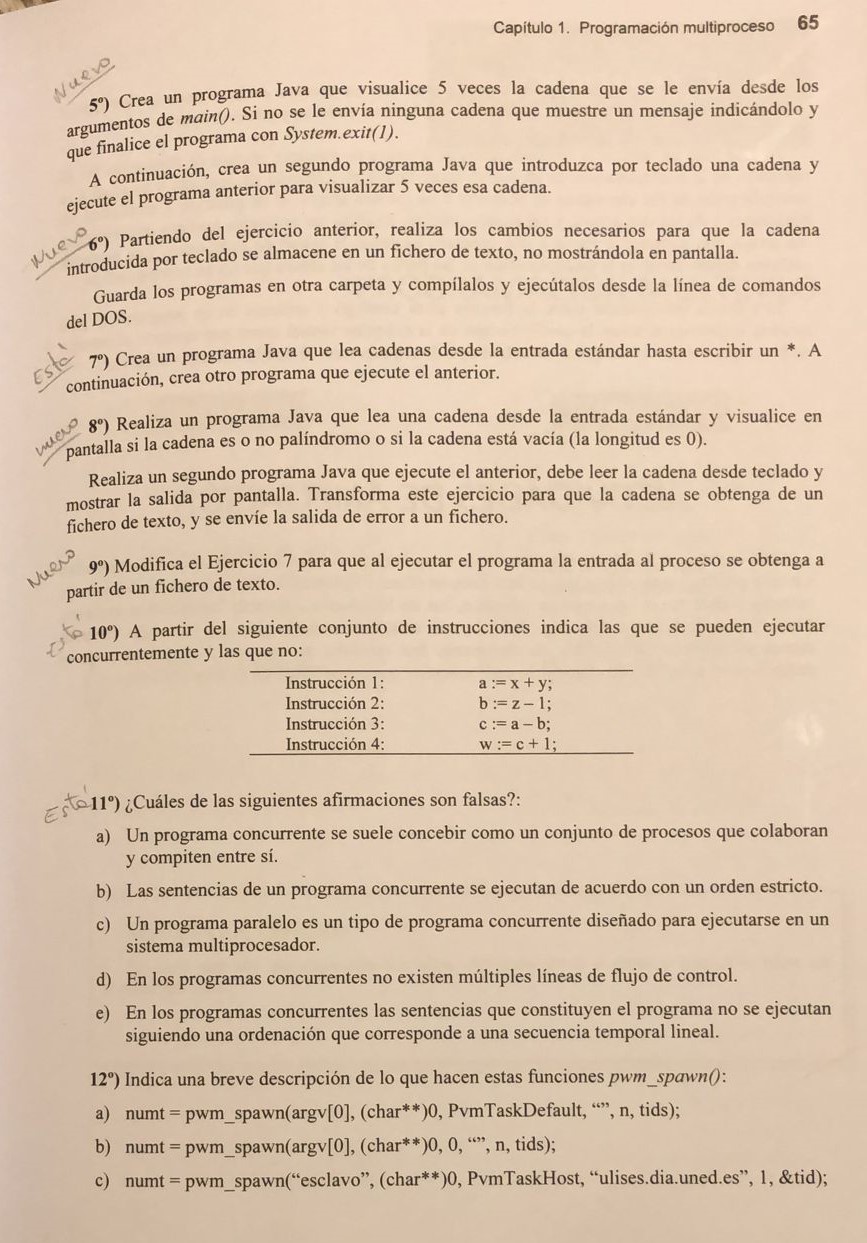 Capítulo 1. Programación multiproceso 65
Nuevo
5º) Crea un programa Java que visualice 5 veces la cadena que se le envía desde los
argumentos de main(). Si no se le envía ninguna cadena que muestre un mensaje indicándolo y
que finalice el programa con System.exit(1).
A continuación, crea un segundo programa Java que introduzca por teclado una cadena y
ejecute el programa anterior para visualizar 5 veces esa cadena.
Nuevo
6º) Partiendo del ejercicio anterior, realiza los cambios necesarios para que la cadena
introducida por teclado se almacene en un fichero de texto, no mostrándola en pantalla.
Guarda los programas en otra carpeta y compílalos y ejecútalos desde la línea de comandos
del DOS.
Este
7º) Crea un programa Java que lea cadenas desde la entrada estándar hasta escribir un *. A
continuación, crea otro programa que ejecute el anterior.
Nuevo
8º) Realiza un programa Java que lea una cadena desde la entrada estándar y visualice en
pantalla si la cadena es o no palíndromo o si la cadena está vacía (la longitud es 0).
Realiza un segundo programa Java que ejecute el anterior, debe leer la cadena desde teclado y
mostrar la salida por pantalla. Transforma este ejercicio para que la cadena se obtenga de un
fichero de texto, y se envíe la salida de error a un fichero.
Nuevo
9º) Modifica el Ejercicio 7 para que al ejecutar el programa la entrada al proceso se obtenga a
partir de un fichero de texto.
10º) A partir del siguiente conjunto de instrucciones indica las que se pueden ejecutar
concurrentemente y las que no:
Instrucción 1: a := x + y;
Instrucción 2: b := z – 1;
Instrucción 3: c := a – b;
Instrucción 4: w := c + 1;
11º) ¿Cuáles de las siguientes afirmaciones son falsas?:
a) Un programa concurrente se suele concebir como un conjunto de procesos que colaboran
y compiten entre sí.
b) Las sentencias de un programa concurrente se ejecutan de acuerdo con un orden estricto.
c) Un programa paralelo es un tipo de programa concurrente diseñado para ejecutarse en un
sistema multiprocesador.
d) En los programas concurrentes no existen múltiples líneas de flujo de control.
e) En los programas concurrentes las sentencias que constituyen el programa no se ejecutan
siguiendo una ordenación que corresponde a una secuencia temporal lineal.
12º) Indica una breve descripción de lo que hacen estas funciones pwm_spawn():
a) numt = pwm_spawn(argv[0], (char**)0, PvmTaskDefault, “”, n, tids);
b) numt = pwm_spawn(argv[0], (char**)0, 0, “”, n, tids);
c) numt = pwm_spawn(“esclavo”, (char**)0, PvmTaskHost, “ulises.dia.uned.es”, 1, &tid);